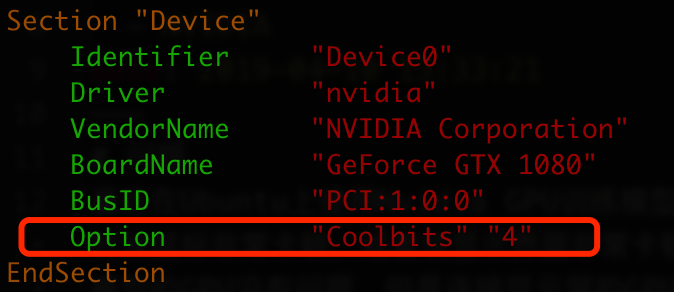 Section "Device"
Identifier "Device0"
Driver "nvidia"
VendorName "NVIDIA Corporation"
BoardName "GeForce GTX 1080"
BusID "PCI:1:0:0"
Option "Coolbits" "4"
EndSection